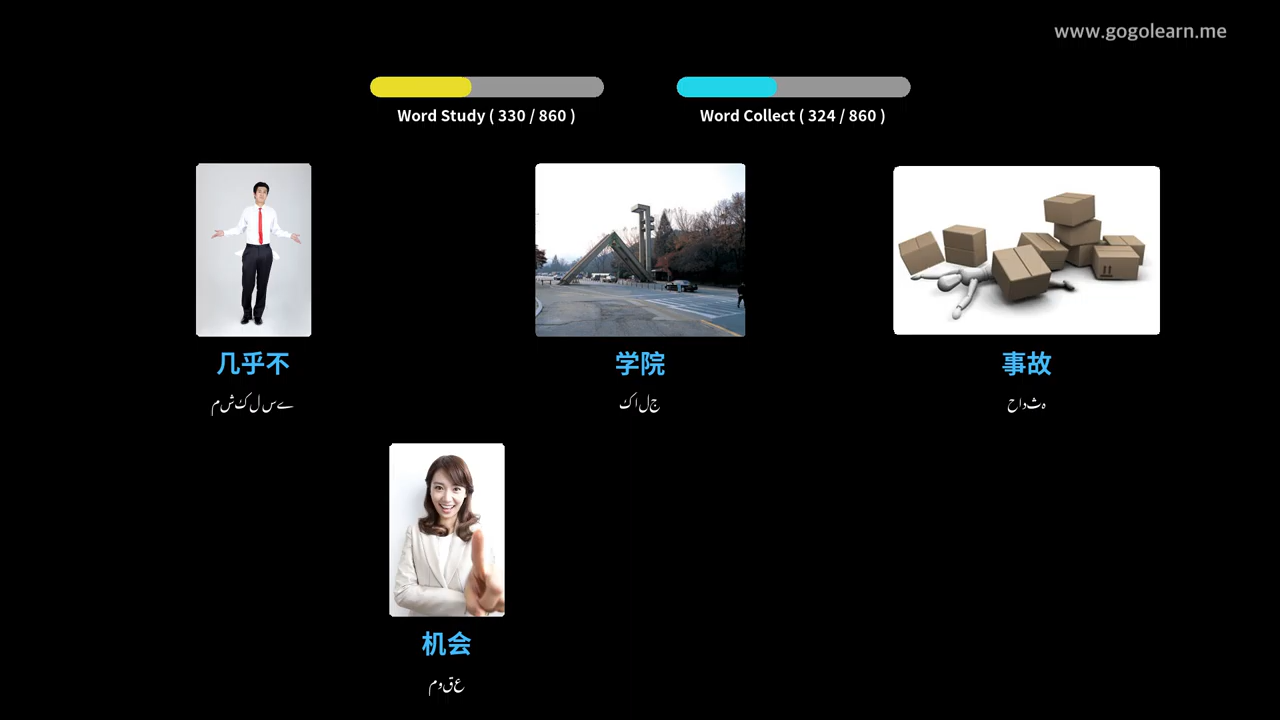 www.gogolearn.me
Word Study ( 330 / 860 )
Word Collect ( 324 / 860 )
几乎不
学院
事故
مشکل سے
کالج
حادثہ
机会
موقع